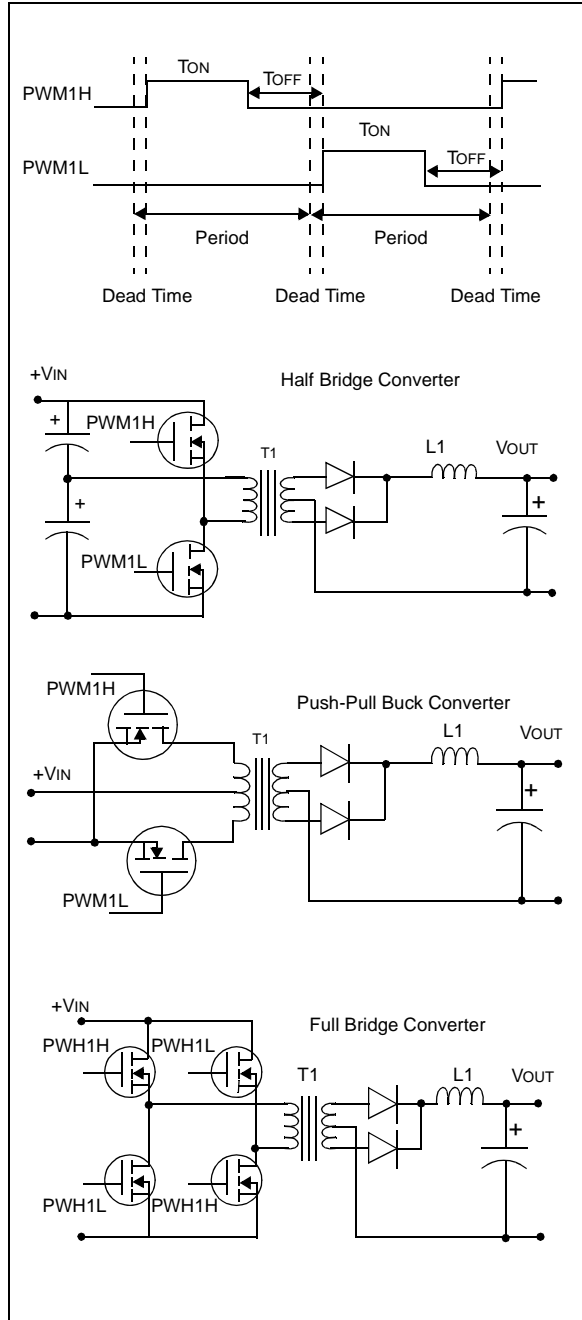 TON
TOFF
PWM1H
TON
TOFF
PWM1L
Period Period
Dead Time Dead Time Dead Time
+VIN
Half Bridge Converter
PWM1H
+
T1
L1
VOUT
+
+
PWM1L
PWM1H
Push-Pull Buck Converter
T1
L1
VOUT
+VIN
+
PWM1L
+VIN
Full Bridge Converter
PWH1H PWH1L
T1
L1
VOUT
+
PWH1L PWH1H